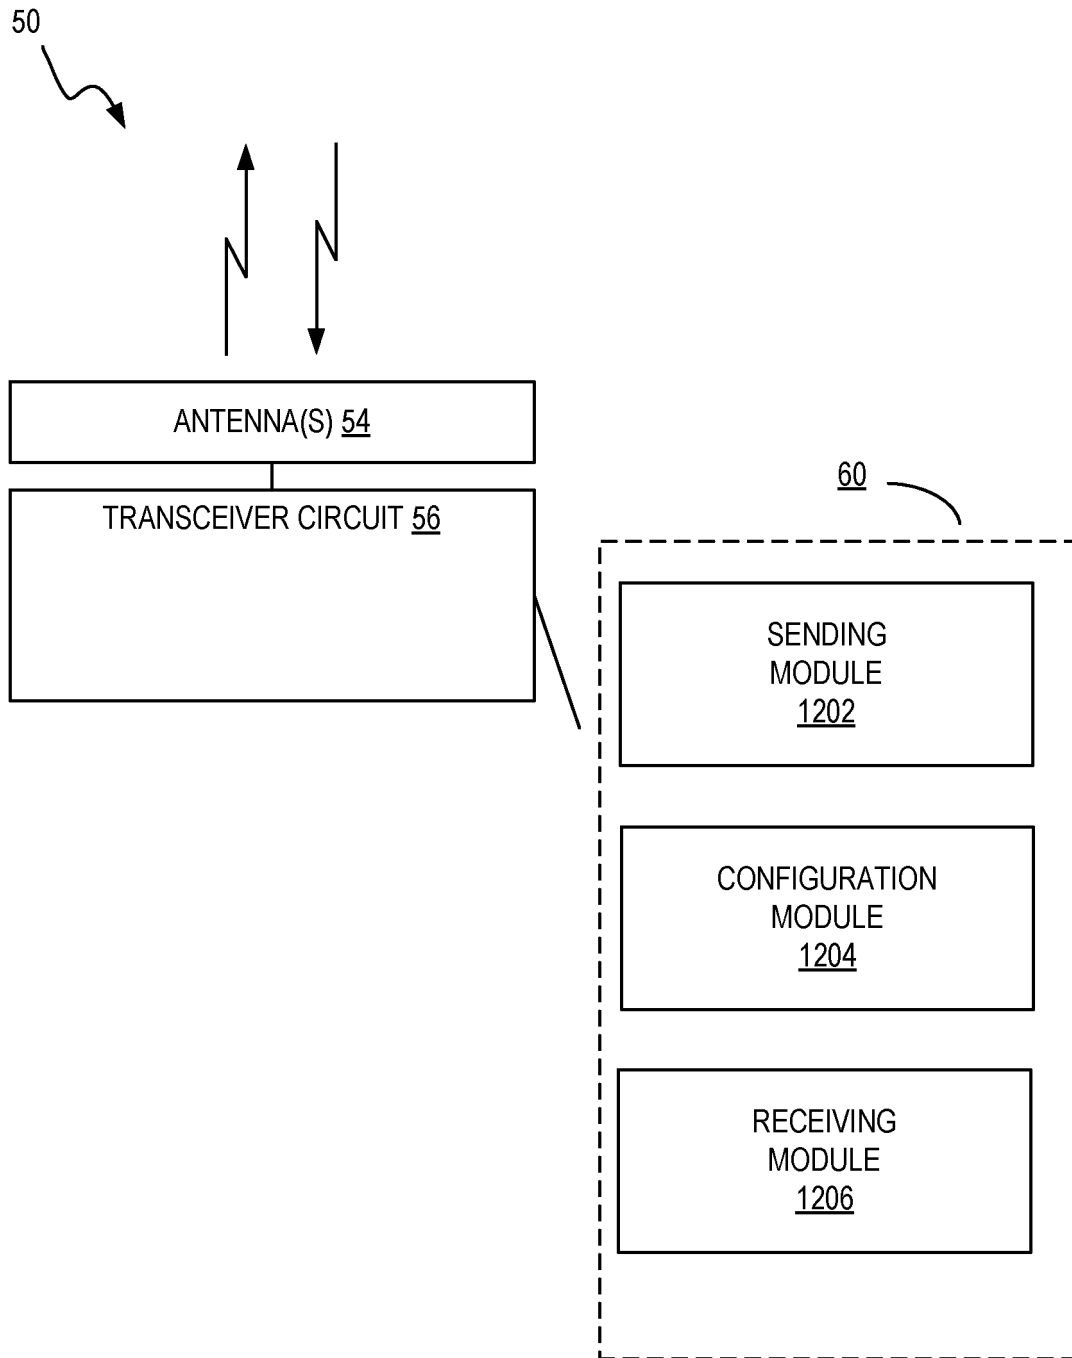 50
ANTENNA(S) 54
TRANSCEIVER CIRCUIT 56
60
SENDING
MODULE
1202
CONFIGURATION
MODULE
1204
RECEIVING
MODULE
1206